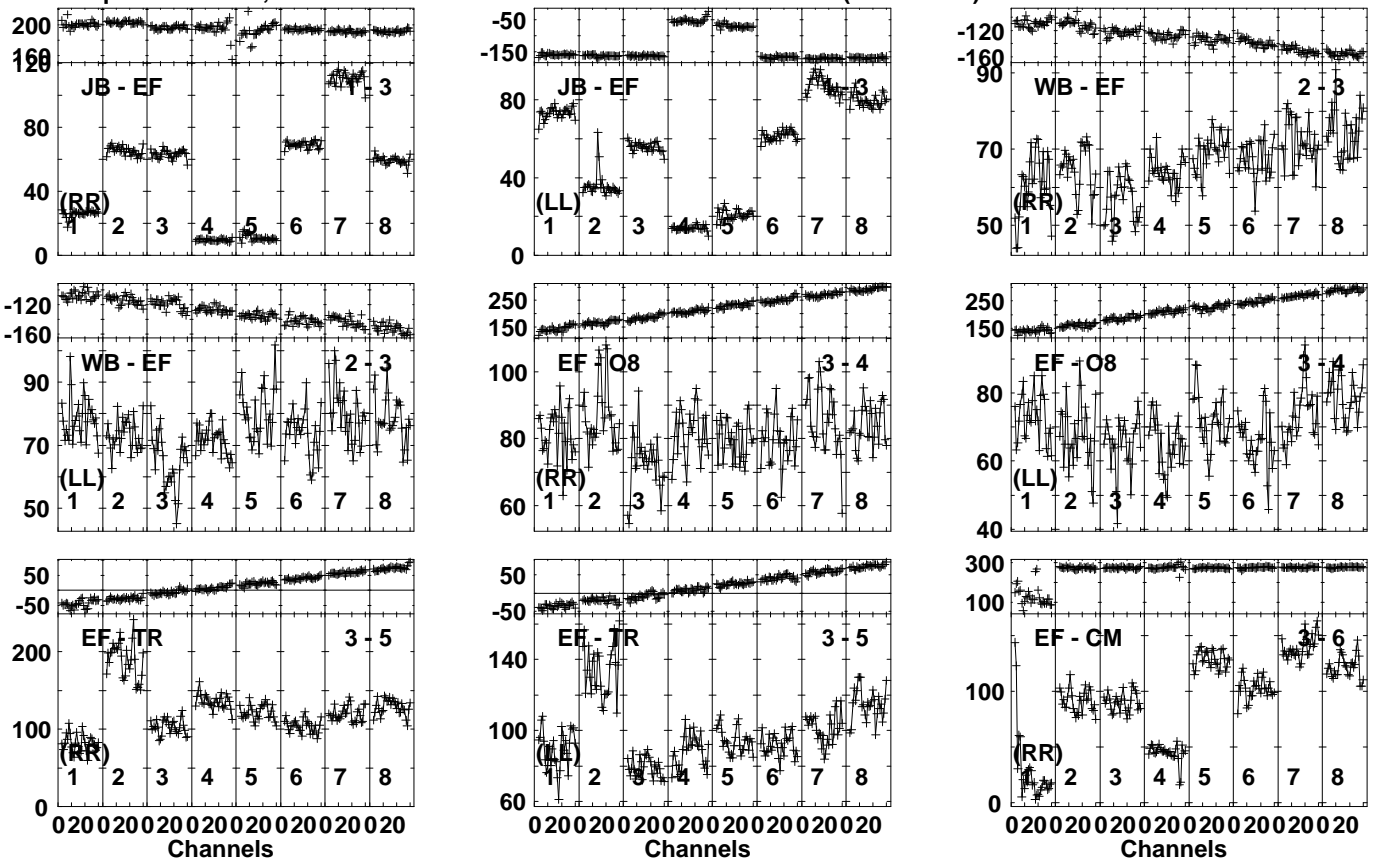 200
160
120
JB - EF 1 - 3
80
40
(RR)
1 2 3 4 5 6 7 8
0
-50
-150
JB - EF - 3
80
40
(LL)
1 2 3 4 5 6 7 8
0
-120
-160
90
WB - EF 2 - 3
70
50
(RR)
1 2 3 4 5 6 7 8
-120
-160
WB - EF 2 - 3
90
70
50
(LL)
1 2 3 4 5 6 7 8
250
150
EF - O8 3 - 4
100
80
60
(RR)
1 2 3 4 5 6 7 8
250
150
EF - O8 3 - 4
80
60
40
(LL)
1 2 3 4 5 6 7 8
50
-50
EF - TR 3 - 5
200
100
0
(RR)
1 2 3 4 5 6 7 8
50
-50
EF - TR 3 - 5
140
100
60
(LL)
1 2 3 4 5 6 7 8
300
100
EF - CM 3 - 6
100
0
(RR)
1 2 3 4 5 6 7 8
0 20 0 20 0 20 0 20 0 20 0 20 0 20 0 20
Channels
0 20 0 20 0 20 0 20 0 20 0 20 0 20 0 20
Channels
0 20 0 20 0 20 0 20 0 20 0 20 0 20 0 20
Channels